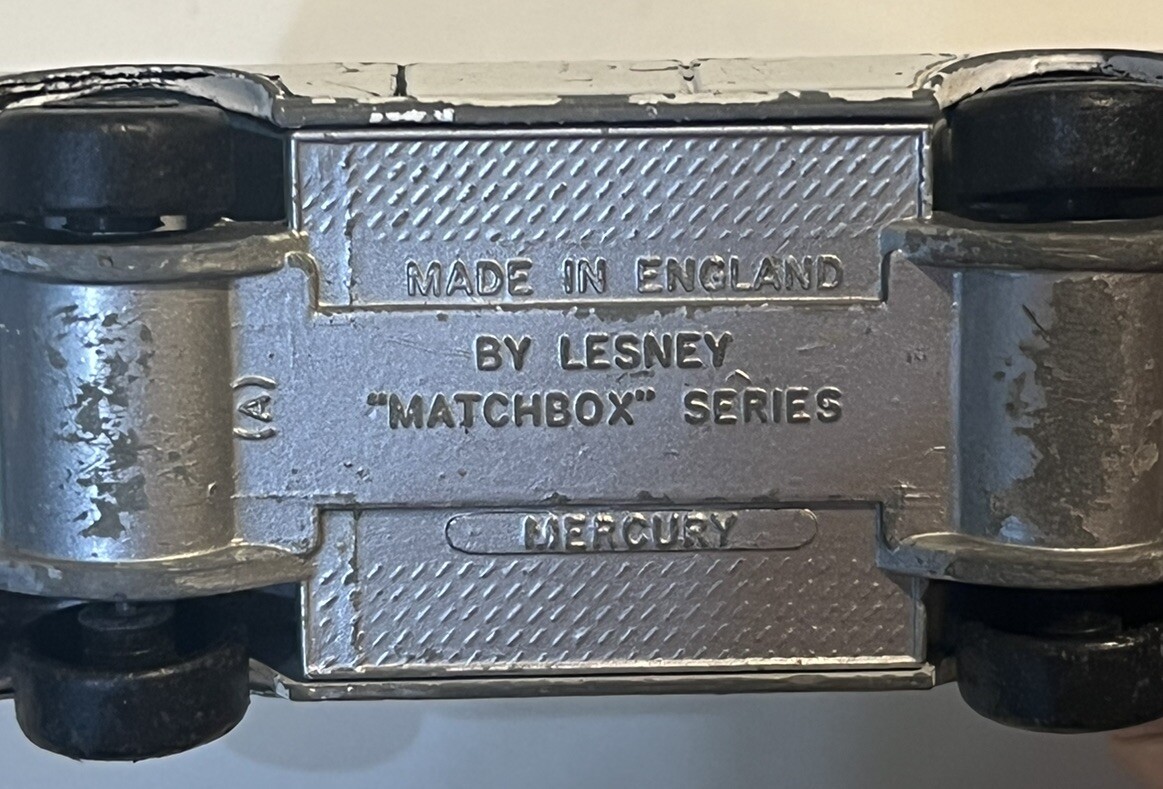 MADE IN ENGLAND
BY LESNEY
"MATCHBOX" SERIES
(A)
MERCURY